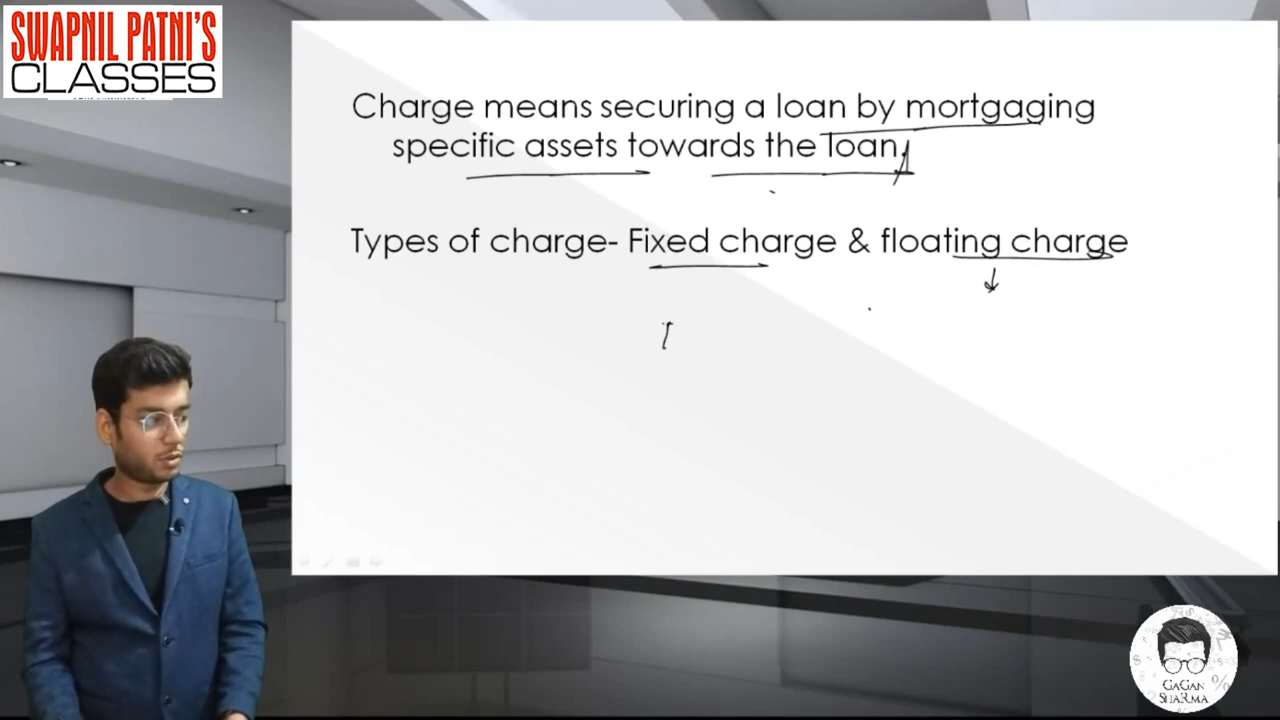 SWAPNIL PATNI'S
CLASSES
Charge means securing a loan by mortgaging
specific assets towards the loan.
Types of charge- Fixed charge & floating charge
GAGAN
SHARMA